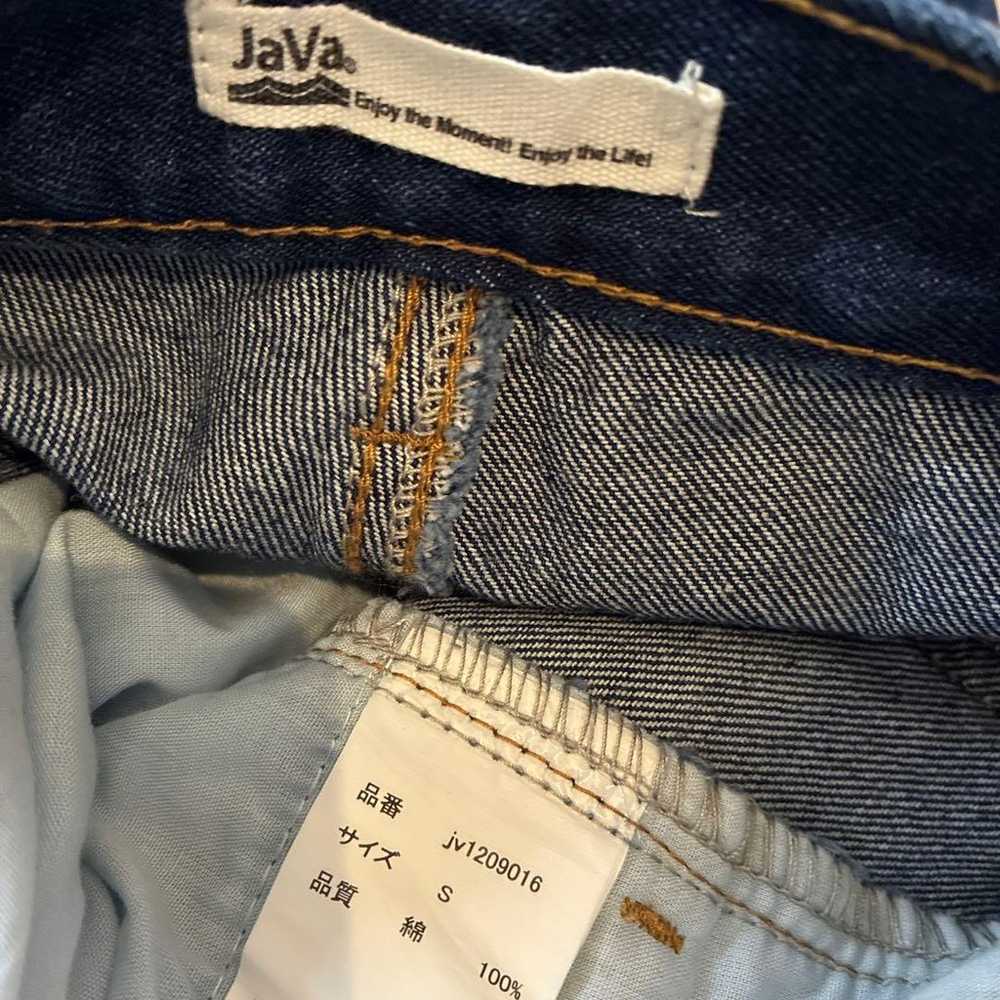 JaVa®
Enjoy the Moment! Enjoy the Life!
品番 jv1209016
サイズ S
品質 綿 100%